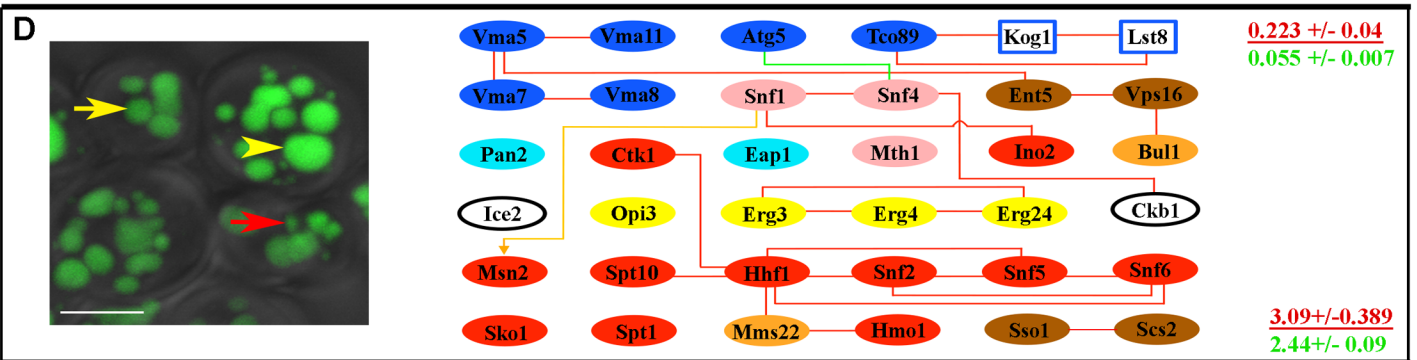 D
Vma5 Vma11 Atg5 Tco89 Kog1 Lst8
0.223 +/- 0.04
0.055 +/- 0.007
Vma7 Vma8 Snf1 Snf4 Ent5 Vps16
Pan2 Ctk1 Eap1 Mth1 Ino2 Bul1
Ice2 Opi3 Erg3 Erg4 Erg24 Ckb1
Msn2 Spt10 Hhf1 Snf2 Snf5 Snf6
Sko1 Spt1 Mms22 Hmo1 Sso1 Scs2
3.09+/-0.389
2.44+/- 0.09